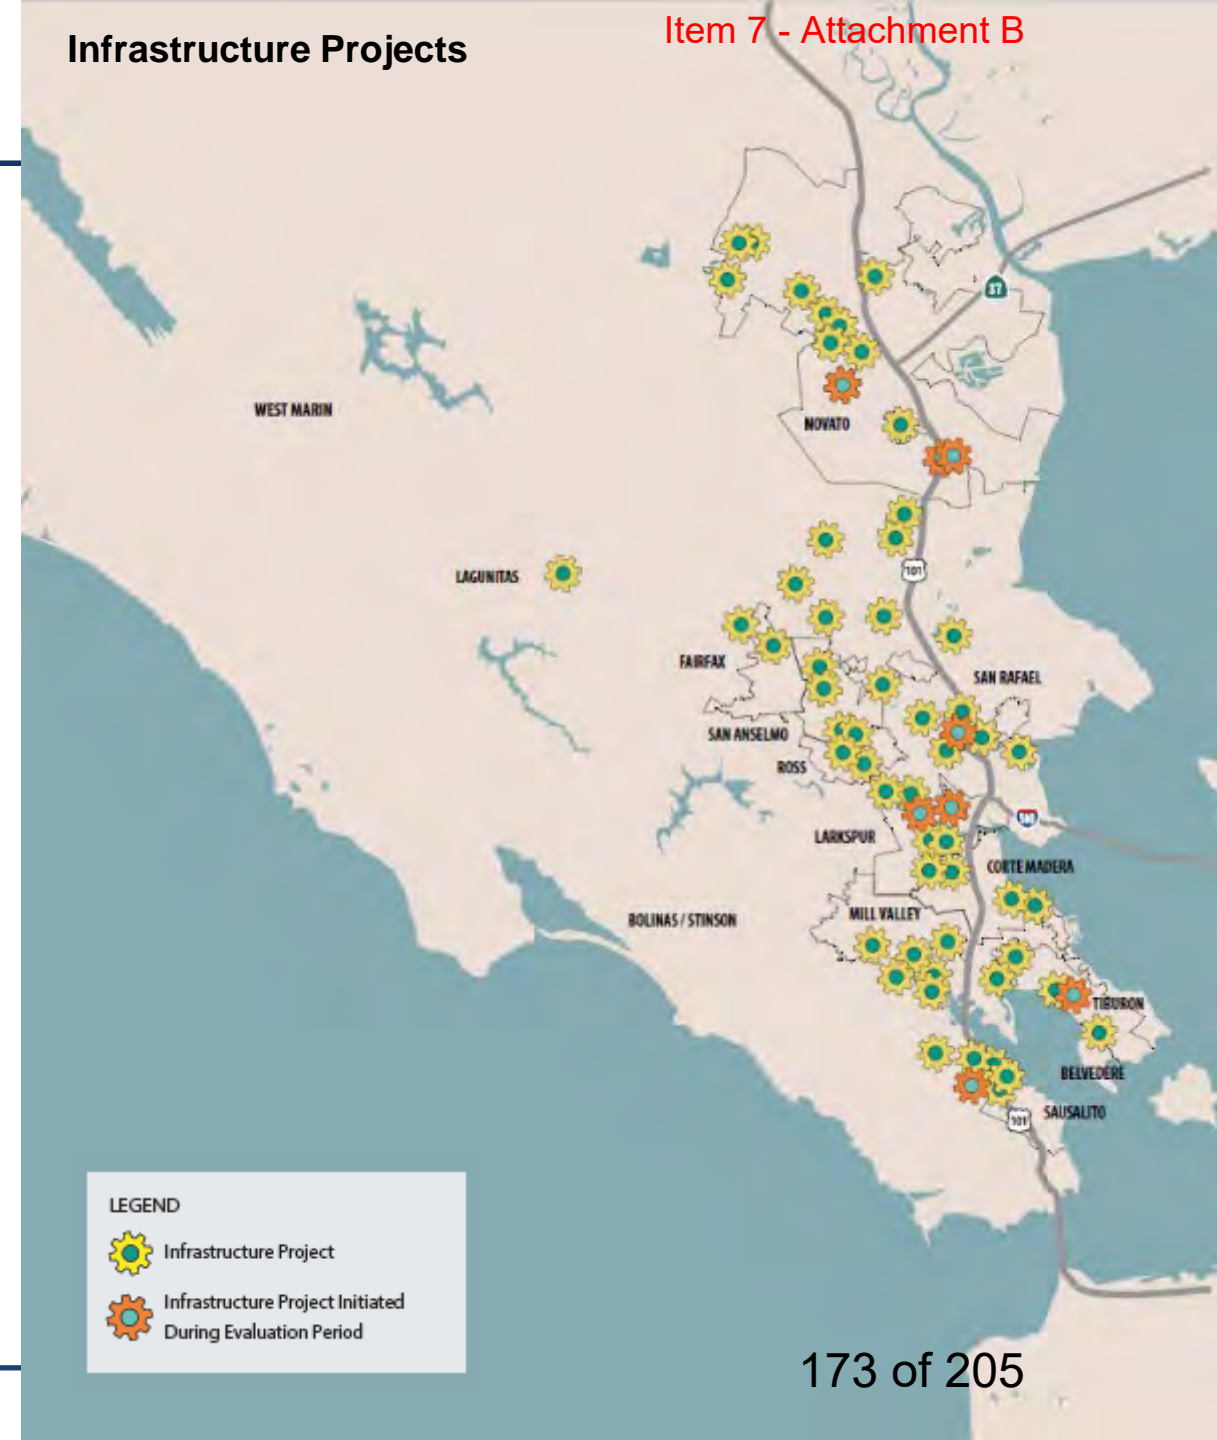 Infrastructure Projects
Item 7 - Attachment B
37
WEST MARIN
NOVATO
101
LAGUNITAS
FAIRFAX
SAN RAFAEL
SAN ANSELMO
ROSS
580
LARKSPUR
CORTE MADERA
MILL VALLEY
BOLINAS / STINSON
TIBURON
BELVEDERE
SAUSALITO
101
LEGEND
Infrastructure Project
Infrastructure Project Initiated
During Evaluation Period
173 of 205